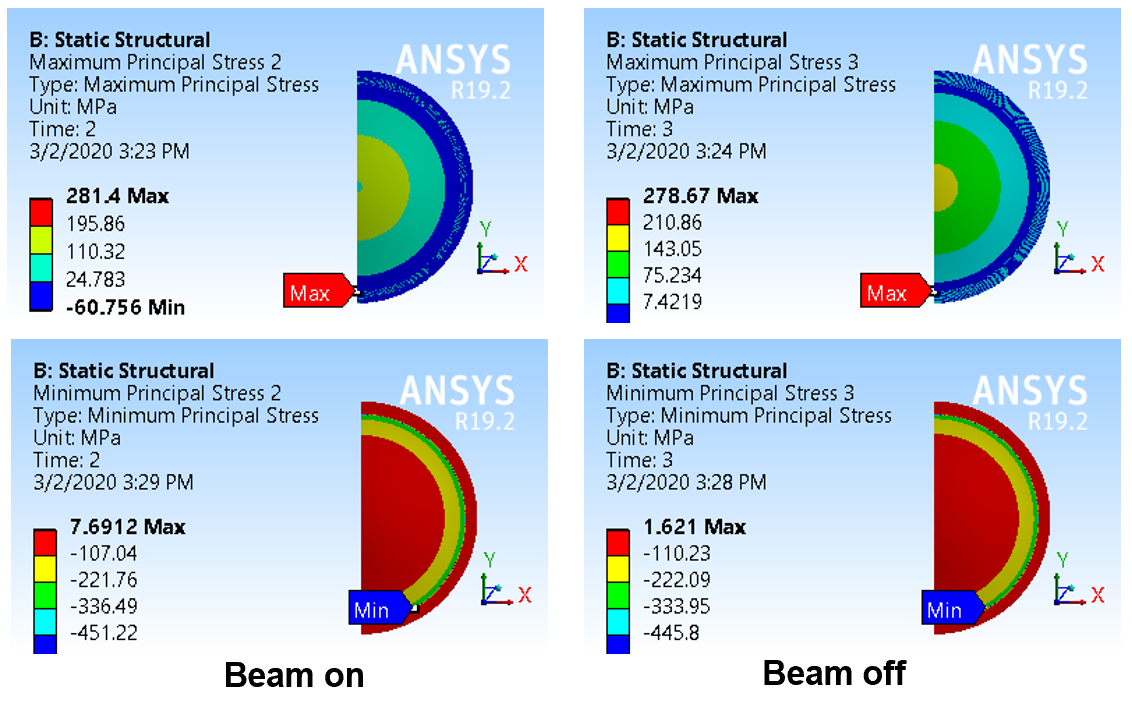 B: Static Structural
Maximum Principal Stress 2
Type: Maximum Principal Stress
Unit: MPa
Time: 2
3/2/2020 3:23 PM
ANSYS
R19.2
281.4 Max
195.86
110.32
24.783
-60.756 Min
Max
Y
X
B: Static Structural
Maximum Principal Stress 3
Type: Maximum Principal Stress
Unit: MPa
Time: 3
3/2/2020 3:24 PM
ANSYS
R19.2
278.67 Max
210.86
143.05
75.234
7.4219
Max
Y
X
B: Static Structural
Minimum Principal Stress 2
Type: Minimum Principal Stress
Unit: MPa
Time: 2
3/2/2020 3:29 PM
ANSYS
R19.2
7.6912 Max
-107.04
-221.76
-336.49
-451.22
Min
Y
X
B: Static Structural
Minimum Principal Stress 3
Type: Minimum Principal Stress
Unit: MPa
Time: 3
3/2/2020 3:28 PM
ANSYS
R19.2
1.621 Max
-110.23
-222.09
-333.95
-445.8
Min
Y
X
Beam on
Beam off